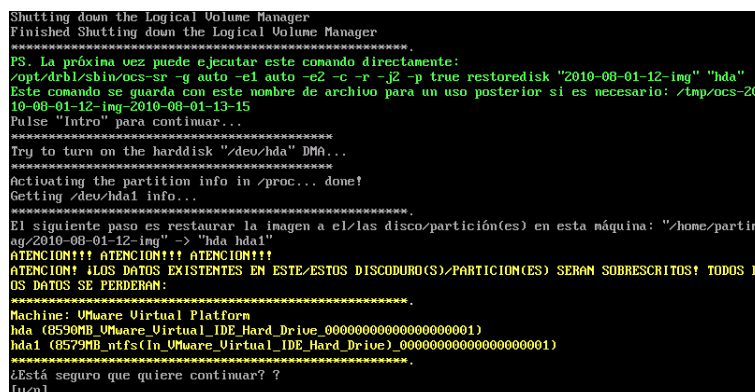 Shutting down the Logical Volume Manager
Finished Shutting down the Logical Volume Manager
*****************************************************.
PS. La próxima vez puede ejecutar este comando directamente:
/opt/drbl/sbin/ocs-sr -g auto -e1 auto -e2 -c -r -j2 -p true restoredisk "2010-08-01-12-img" "hda"
Este comando se guarda con este nombre de archivo para un uso posterior si es necesario: /tmp/ocs-20
10-08-01-12-img-2010-08-01-13-15
Pulse "Intro" para continuar...
*******************************************
Try to turn on the harddisk "/dev/hda" DMA...
*******************************************
Activating the partition info in /proc... done!
Getting /dev/hda1 info...
*****************************************************.
El siguiente paso es restaurar la imagen a el/las disco/partición(es) en esta máquina: "/home/partim
ag/2010-08-01-12-img" -> "hda hda1"
ATENCION!!! ATENCION!!! ATENCION!!!
ATENCION! ¡LOS DATOS EXISTENTES EN ESTE/ESTOS DISCODURO(S)/PARTICION(ES) SERAN SOBRESCRITOS! TODOS
OS DATOS SE PERDERAN:
*****************************************************.
Machine: VMware Virtual Platform
hda (8590MB_VMware_Virtual_IDE_Hard_Drive_00000000000000000001)
hda1 (8579MB_ntfs(In_VMware_Virtual_IDE_Hard_Drive)_00000000000000000001)
*****************************************************.
¿Está seguro que quiere continuar? ?
[y/n]